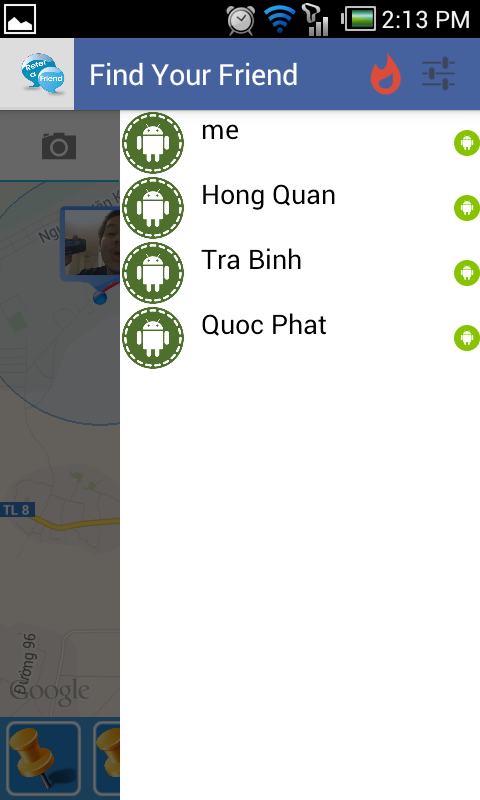 2:13 PM
Refer
a
Friend
Find Your Friend
me
Hong Quan
Tra Binh
Quoc Phat
TL 8
Đường 96
Google